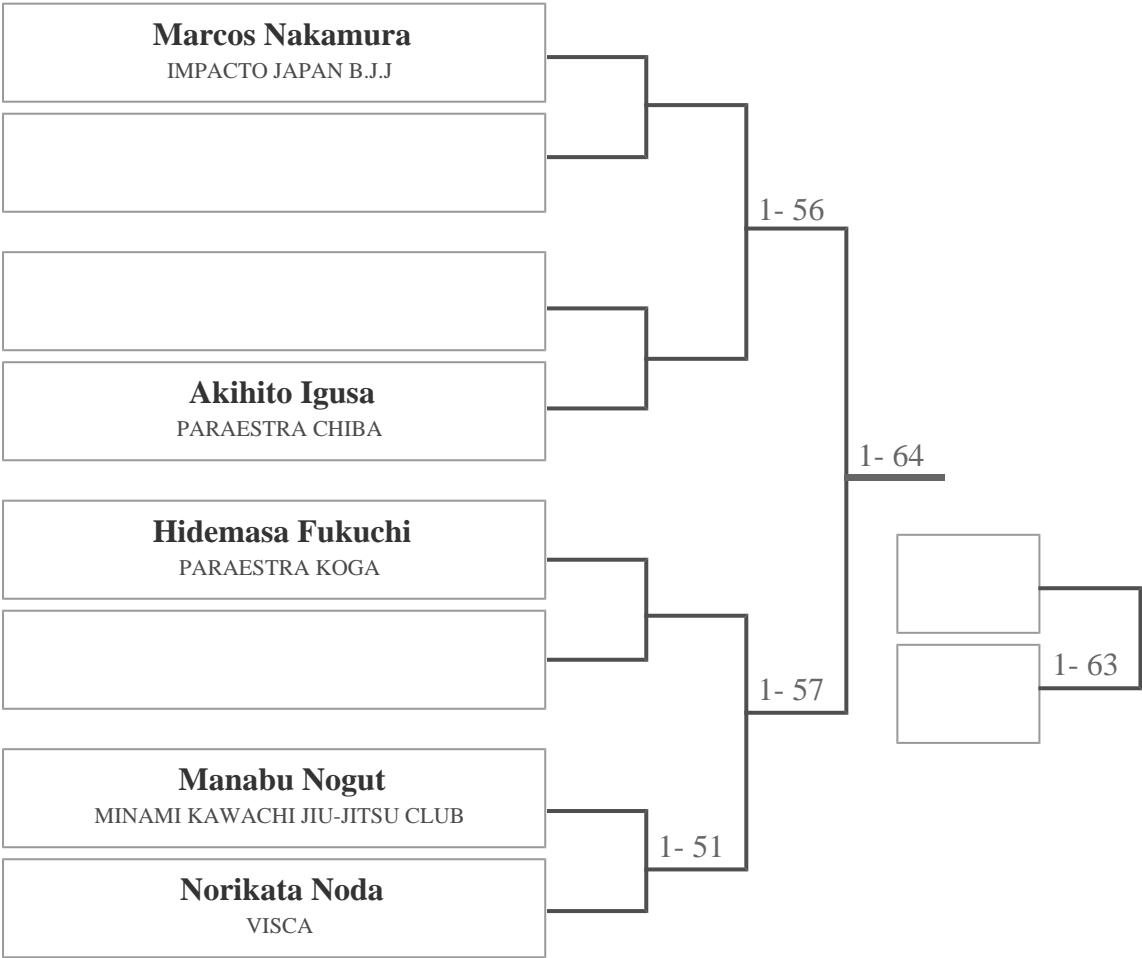 Marcos Nakamura
IMPACTO JAPAN B.J.J
1- 56
Akihito Igusa
PARAESTRA CHIBA
1- 64
Hidemasa Fukuchi
PARAESTRA KOGA
1- 63
1- 57
Manabu Nogut
MINAMI KAWACHI JIU-JITSU CLUB
1- 51
Norikata Noda
VISCA